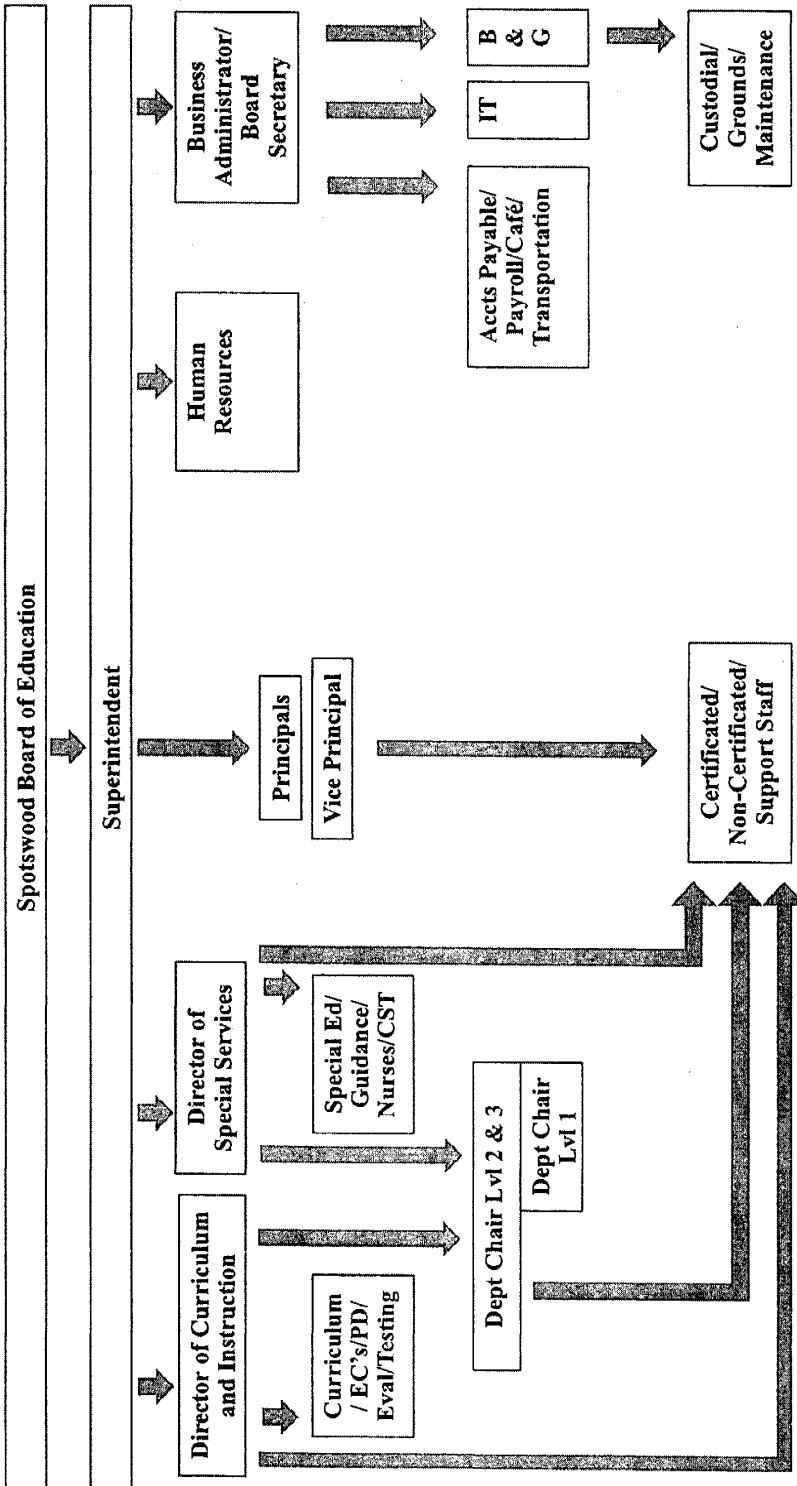 Spotswood Board of Education
Superintendent
Director of Curriculum
and Instruction
Director of
Special Services
Human
Resources
Business
Administrator/
Board
Secretary
Principals
Vice Principal
Curriculum
/ EC's/PD/
Eval/Testing
Special Ed/
Guidance/
Nurses/CST
Dept Chair Lvl 2 & 3
Dept Chair
Lvl 1
Accts Payable/
Payroll/Café/
Transportation
IT
B
&
G
Certificated/
Non-Certificated/
Support Staff
Custodial/
Grounds/
Maintenance